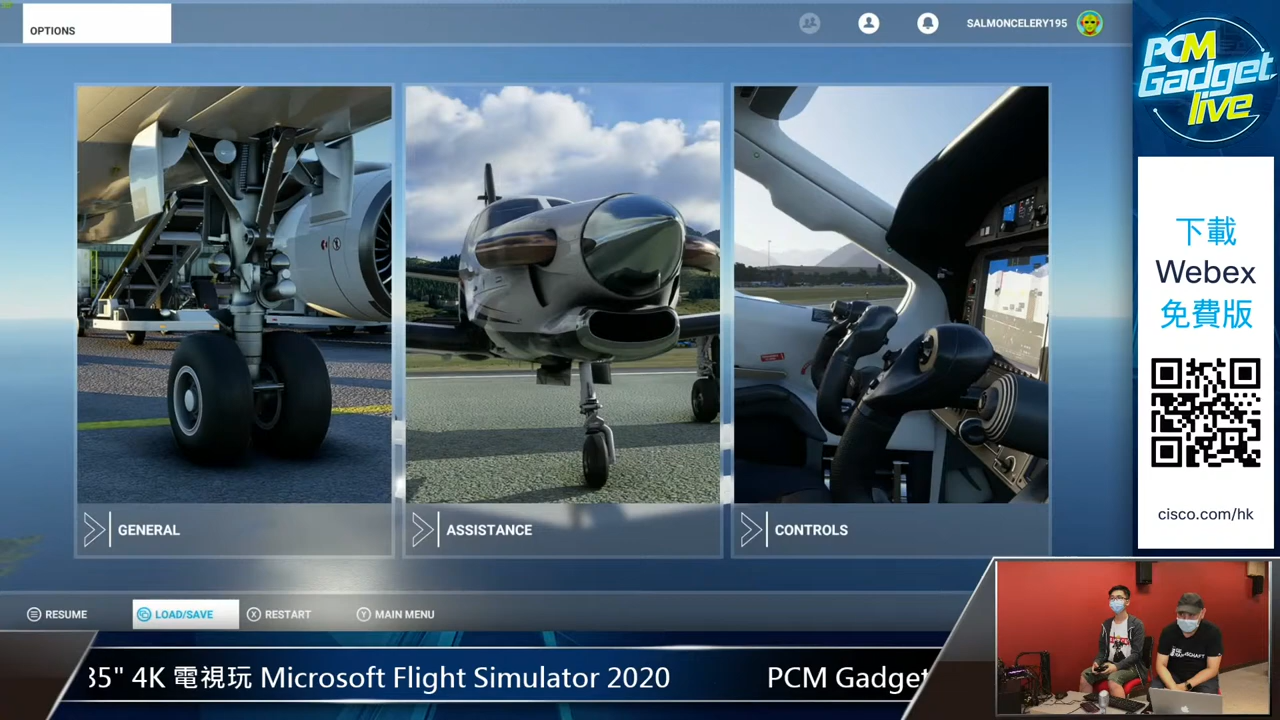 OPTIONS
SALMONCELERY195
PCM
Gadget
live
下載
Webex
免費版
cisco.com/hk
GENERAL
ASSISTANCE
CONTROLS
RESUME
LOAD/SAVE
X RESTART
Y MAIN MENU
35" 4K 電視玩 Microsoft Flight Simulator 2020
PCM Gadget